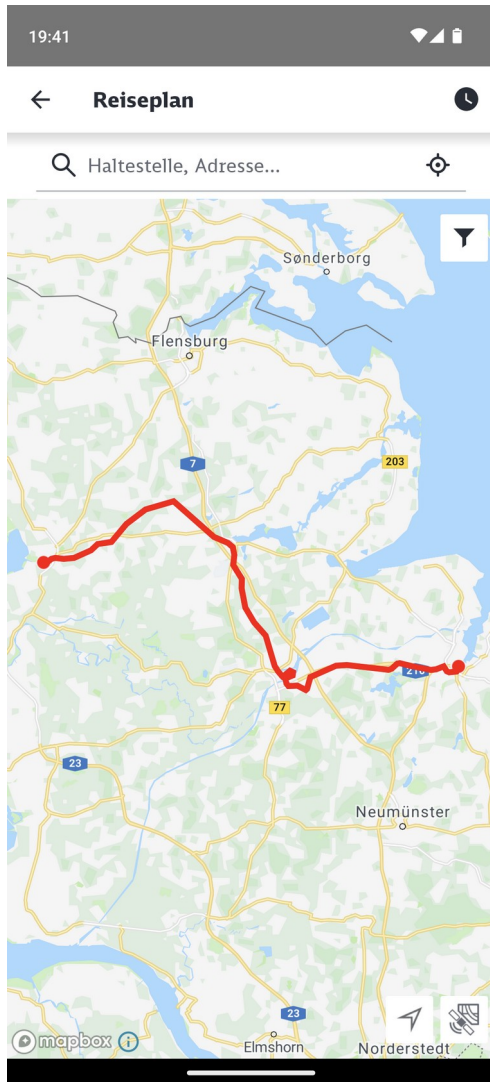 19:41
Reiseplan
Haltestelle, Adresse...
Sønderborg
Flensburg
7
203
210
77
23
Neumünster
23
Elmshorn
Norderstedt
mapbox